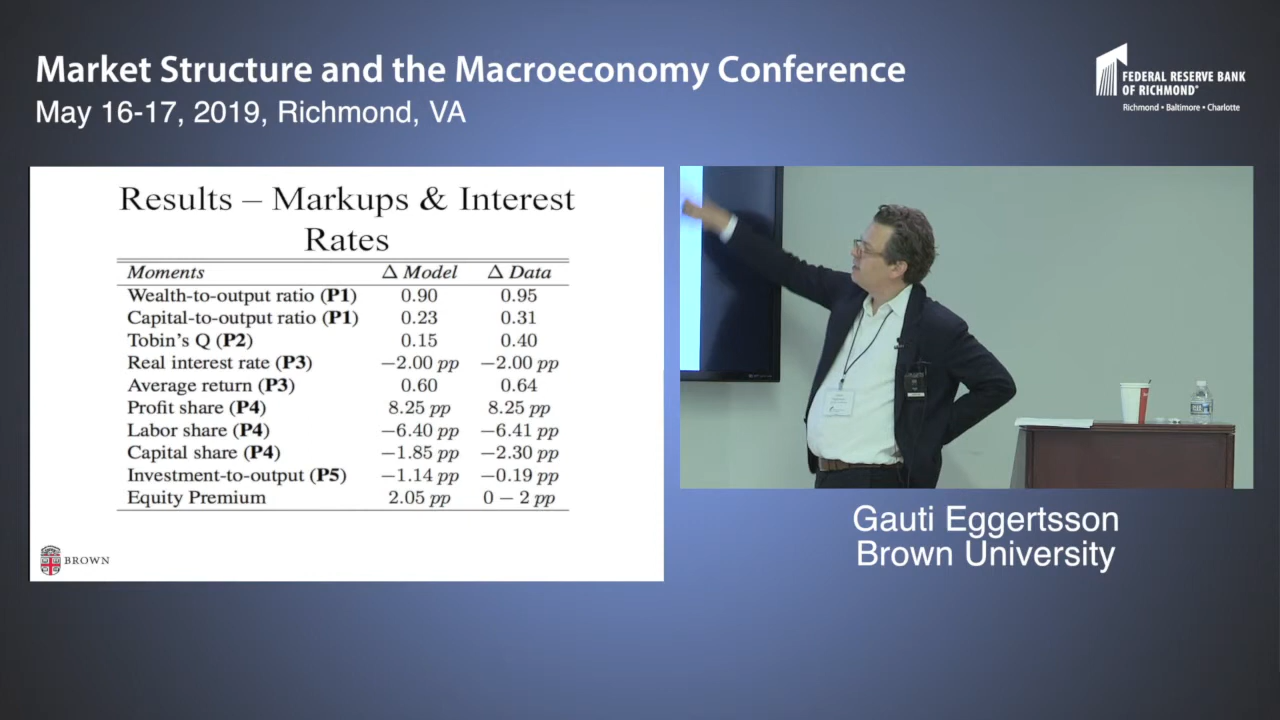 Market Structure and the Macroeconomy Conference
May 16-17, 2019, Richmond, VA
FEDERAL RESERVE BANK
OF RICHMOND®
Richmond • Baltimore • Charlotte
Results – Markups & Interest
Rates
Moments Δ Model Δ Data
Wealth-to-output ratio (P1) 0.90 0.95
Capital-to-output ratio (P1) 0.23 0.31
Tobin's Q (P2) 0.15 0.40
Real interest rate (P3) −2.00 pp −2.00 pp
Average return (P3) 0.60 0.64
Profit share (P4) 8.25 pp 8.25 pp
Labor share (P4) −6.40 pp −6.41 pp
Capital share (P4) −1.85 pp −2.30 pp
Investment-to-output (P5) −1.14 pp −0.19 pp
Equity Premium 2.05 pp 0 − 2 pp
BROWN
Gauti Eggertsson
Brown University